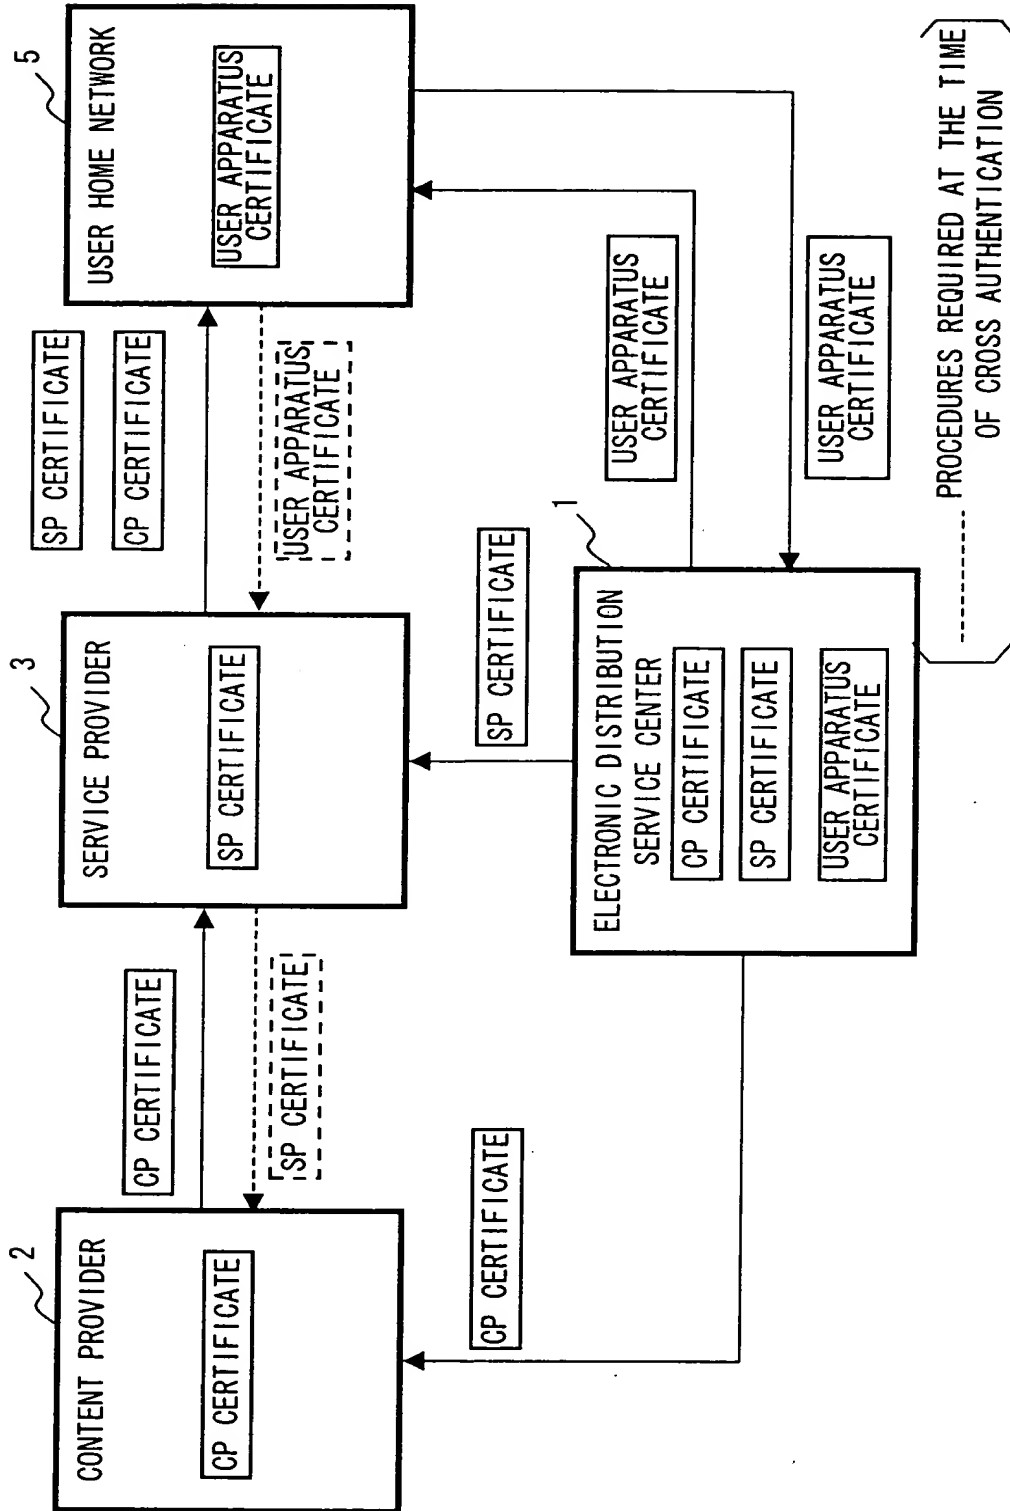 2
CONTENT PROVIDER
CP CERTIFICATE
CP CERTIFICATE
SP CERTIFICATE
3
SERVICE PROVIDER
SP CERTIFICATE
SP CERTIFICATE
CP CERTIFICATE
USER APPARATUS
CERTIFICATE
5
USER HOME NETWORK
USER APPARATUS
CERTIFICATE
CP CERTIFICATE
SP CERTIFICATE
1
ELECTRONIC DISTRIBUTION
SERVICE CENTER
CP CERTIFICATE
SP CERTIFICATE
USER APPARATUS
CERTIFICATE
USER APPARATUS
CERTIFICATE
USER APPARATUS
CERTIFICATE
PROCEDURES REQUIRED AT THE TIME
OF CROSS AUTHENTICATION